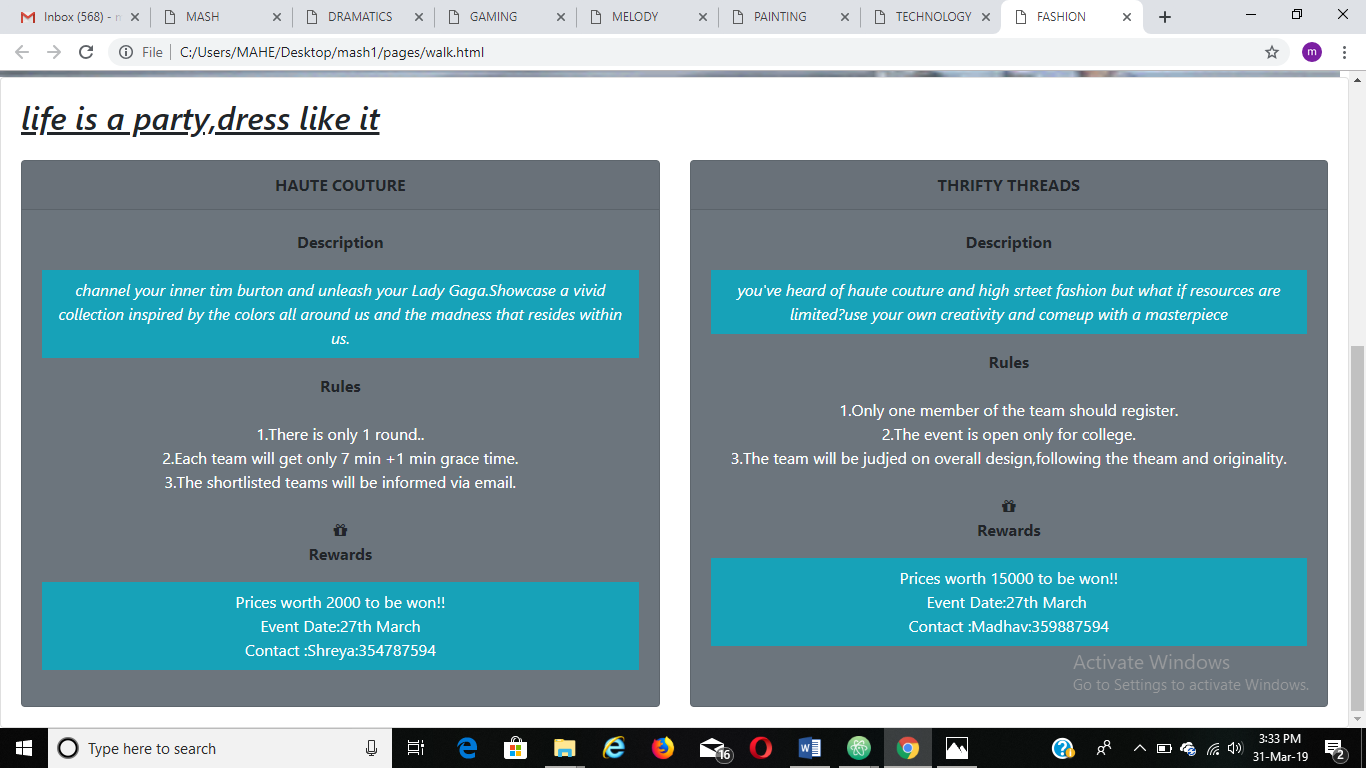 Inbox (568) -
MASH
DRAMATICS
GAMING
MELODY
PAINTING
TECHNOLOGY
FASHION
File
C:/Users/MAHE/Desktop/mash1/pages/walk.html
m
life is a party,dress like it
HAUTE COUTURE
Description
channel your inner tim burton and unleash your Lady Gaga.Showcase a vivid
collection inspired by the colors all around us and the madness that resides within
us.
Rules
1.There is only 1 round..
2.Each team will get only 7 min +1 min grace time.
3.The shortlisted teams will be informed via email.
Rewards
Prices worth 2000 to be won!!
Event Date:27th March
Contact :Shreya:354787594
THRIFTY THREADS
Description
you've heard of haute couture and high srteet fashion but what if resources are
limited?use your own creativity and comeup with a masterpiece
Rules
1.Only one member of the team should register.
2.The event is open only for college.
3.The team will be judjed on overall design,following the theam and originality.
Rewards
Prices worth 15000 to be won!!
Event Date:27th March
Contact :Madhav:359887594
Activate Windows
Go to Settings to activate Windows.
Type here to search
16
3:33 PM
31-Mar-19
2